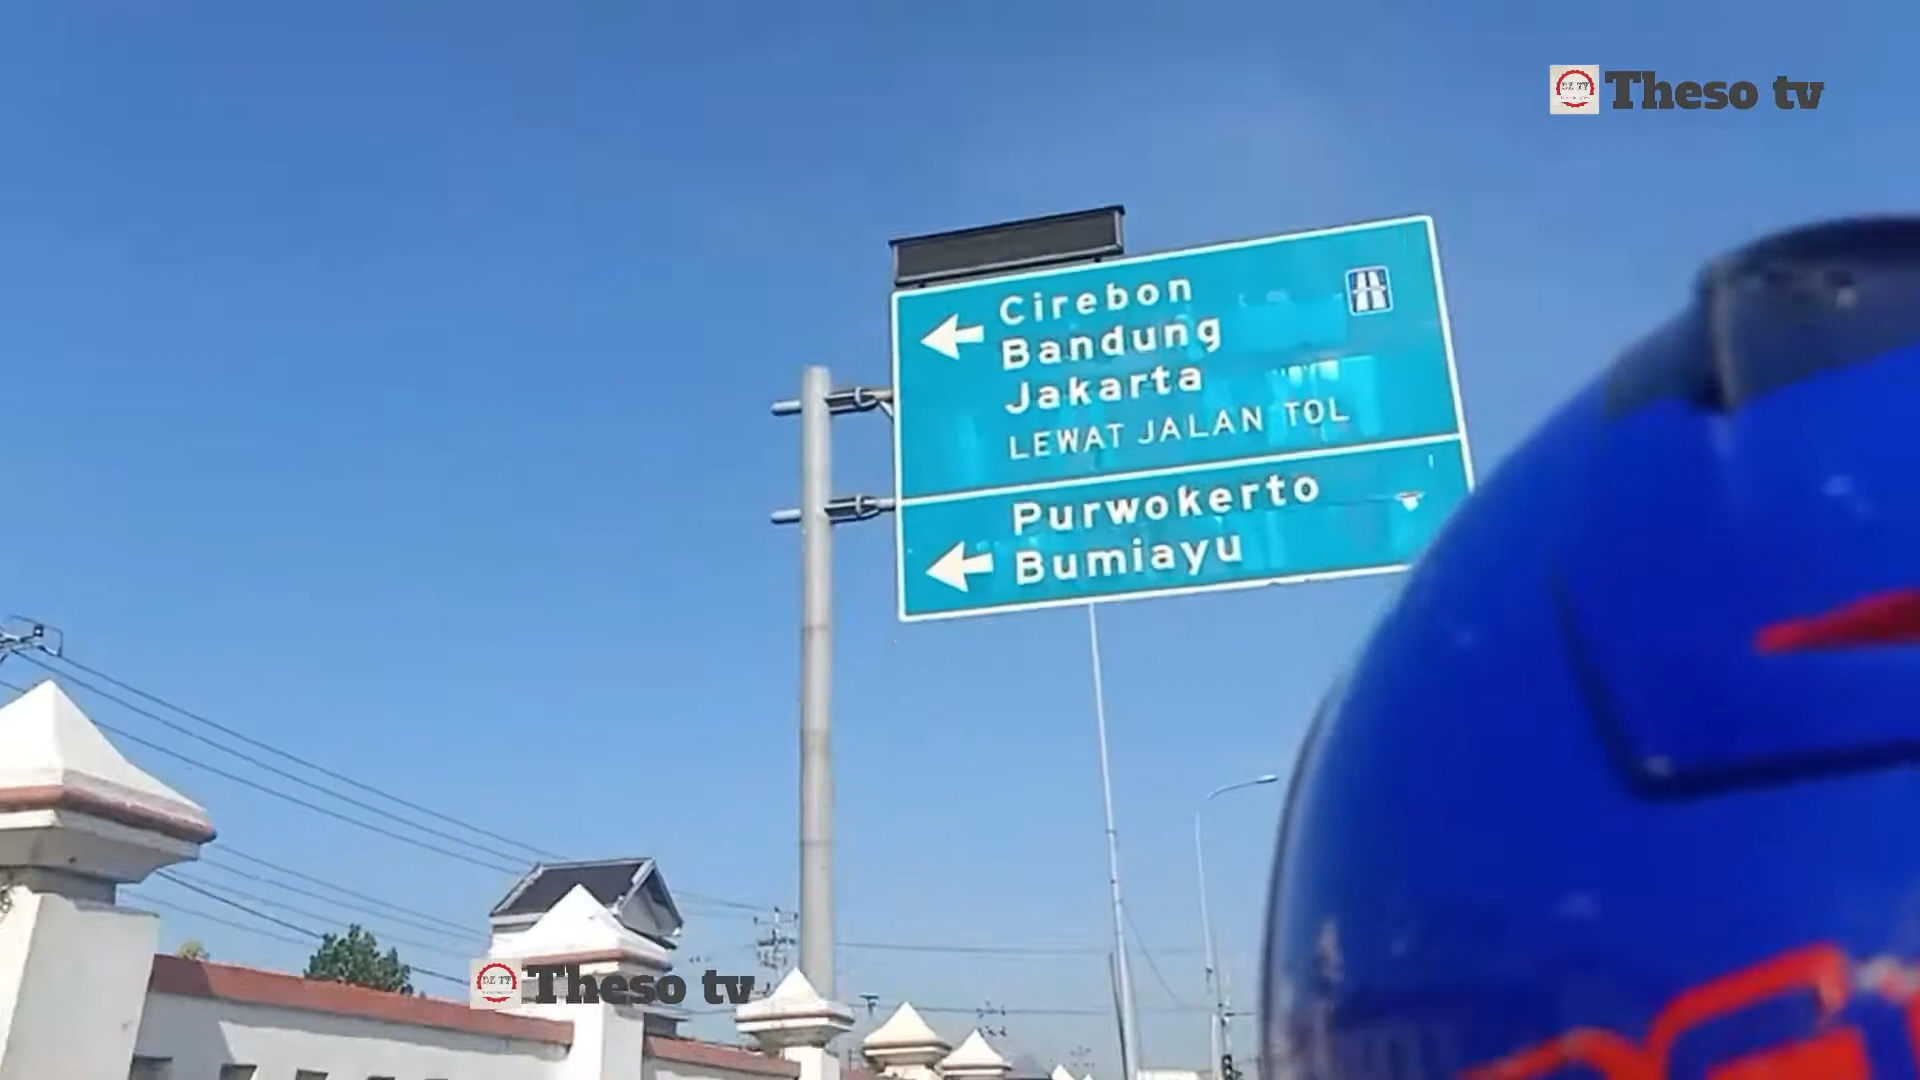 Theso tv
Cirebon
Bandung
Jakarta
LEWAT JALAN TOL
Purwokerto
Bumiayu
Theso tv